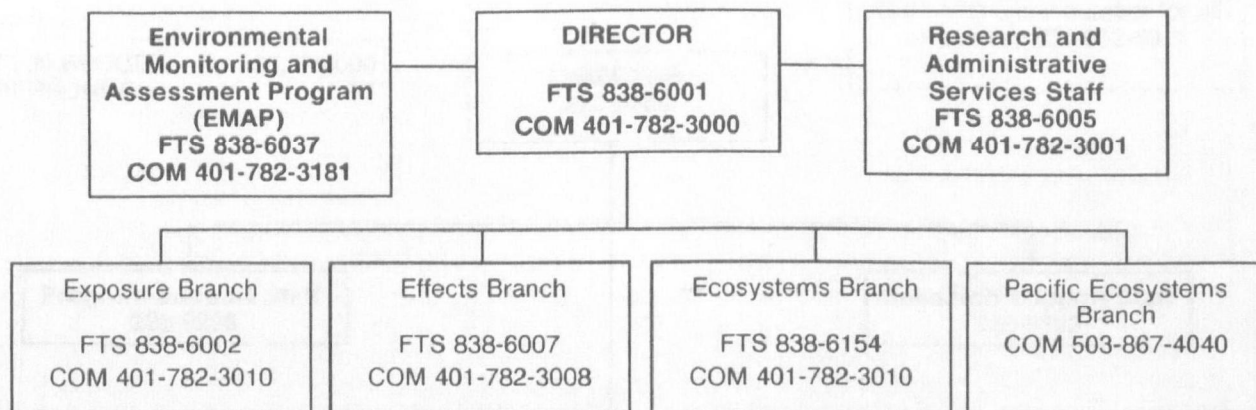 Environmental
Monitoring and
Assessment Program
(EMAP)
FTS 838-6037
COM 401-782-3181
DIRECTOR
FTS 838-6001
COM 401-782-3000
Research and
Administrative
Services Staff
FTS 838-6005
COM 401-782-3001
Exposure Branch
FTS 838-6002
COM 401-782-3010
Effects Branch
FTS 838-6007
COM 401-782-3008
Ecosystems Branch
FTS 838-6154
COM 401-782-3010
Pacific Ecosystems
Branch
COM 503-867-4040